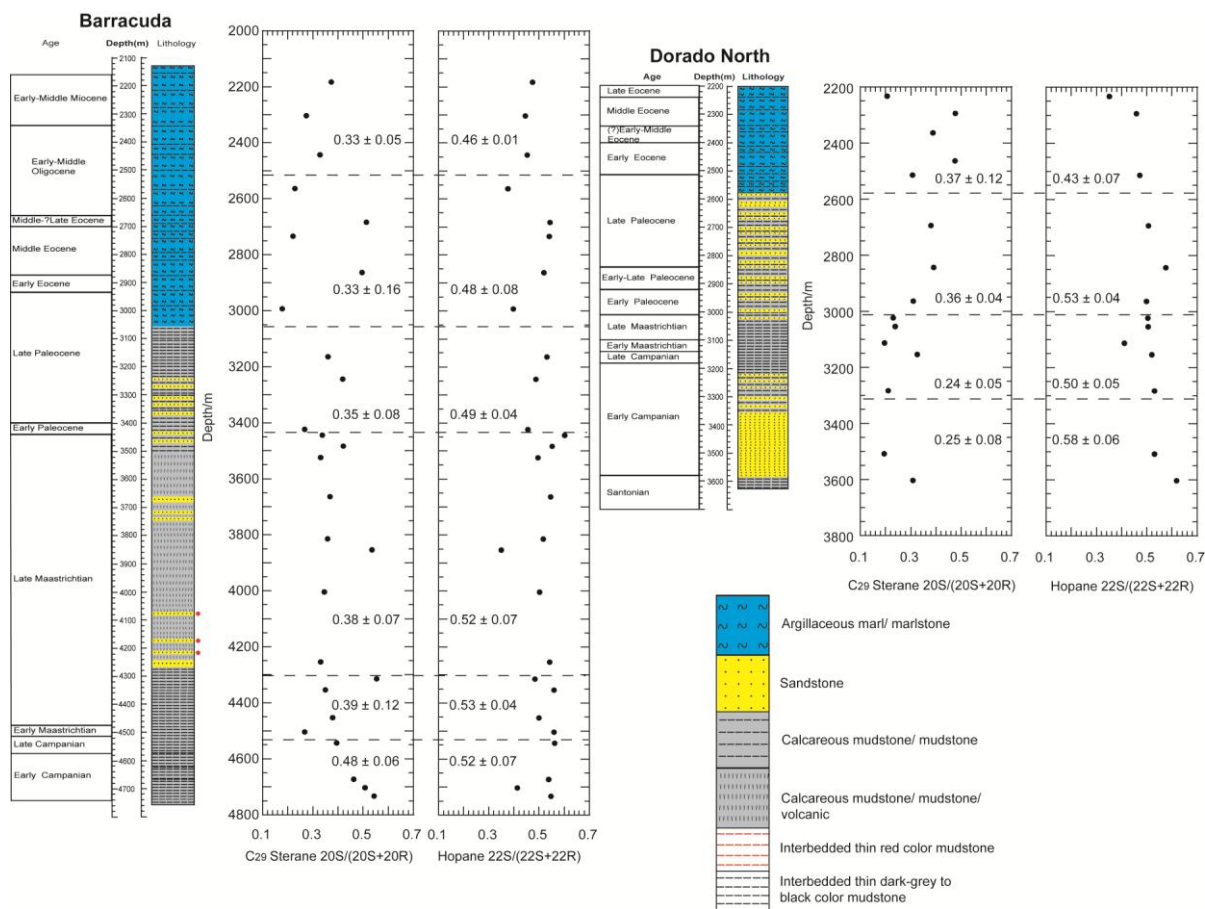 Barracuda
Age
Depth(m)
Lithology
2100
2200
2300
2400
2500
2600
2700
2800
2900
3000
3100
3200
3300
3400
3500
3600
3700
3800
3900
4000
4100
4200
4300
4400
4500
4600
4700
Early-Middle Miocene
Early-Middle
Oligocene
Middle-?Late Eocene
Middle Eocene
Early Eocene
Late Paleocene
Early Paleocene
Late Maastrichtian
Early Maastrichtian
Late Campanian
Early Campanian
Depth/m
2000
2200
2400
2600
2800
3000
3200
3400
3600
3800
4000
4200
4400
4600
4800
0.33 ± 0.05
0.46 ± 0.01
0.33 ± 0.16
0.48 ± 0.08
0.35 ± 0.08
0.49 ± 0.04
0.38 ± 0.07
0.52 ± 0.07
0.39 ± 0.12
0.53 ± 0.04
0.48 ± 0.06
0.52 ± 0.07
0.1 0.3 0.5 0.7
0.1 0.3 0.5 0.7
C29 Sterane 20S/(20S+20R)
Hopane 22S/(22S+22R)
Dorado North
Age
Depth(m)
Lithology
2200
2300
2400
2500
2600
2700
2800
2900
3000
3100
3200
3300
3400
3500
3600
Late Eocene
Middle Eocene
(?)Early-Middle
Eocene
Early Eocene
Late Paleocene
Early-Late Paleocene
Early Paleocene
Late Maastrichtian
Early Maastrichtian
Late Campanian
Early Campanian
Santonian
Depth/m
2200
2400
2600
2800
3000
3200
3400
3600
3800
0.37 ± 0.12
0.43 ± 0.07
0.36 ± 0.04
0.53 ± 0.04
0.24 ± 0.05
0.50 ± 0.05
0.25 ± 0.08
0.58 ± 0.06
0.1 0.3 0.5 0.7
0.1 0.3 0.5 0.7
C29 Sterane 20S/(20S+20R)
Hopane 22S/(22S+22R)
Argillaceous marl/ marlstone
Sandstone
Calcareous mudstone/ mudstone
Calcareous mudstone/ mudstone/
volcanic
Interbedded thin red color mudstone
Interbedded thin dark-grey to
black color mudstone